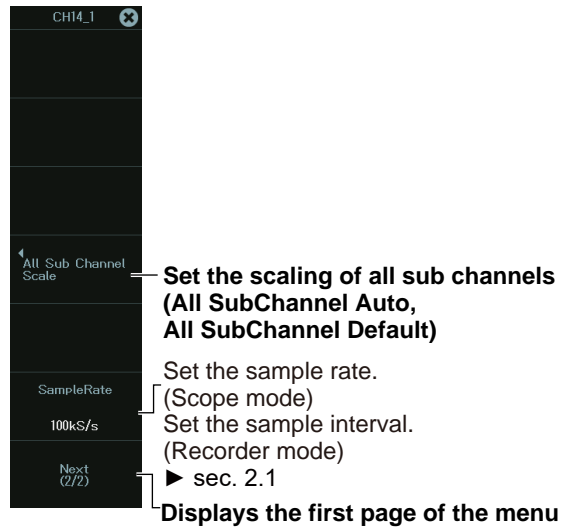 CH14_1
All Sub Channel
Scale
Set the scaling of all sub channels
(All SubChannel Auto,
All SubChannel Default)
SampleRate
100kS/s
Set the sample rate.
(Scope mode)
Set the sample interval.
(Recorder mode)
► sec. 2.1
Next
(2/2)
Displays the first page of the menu